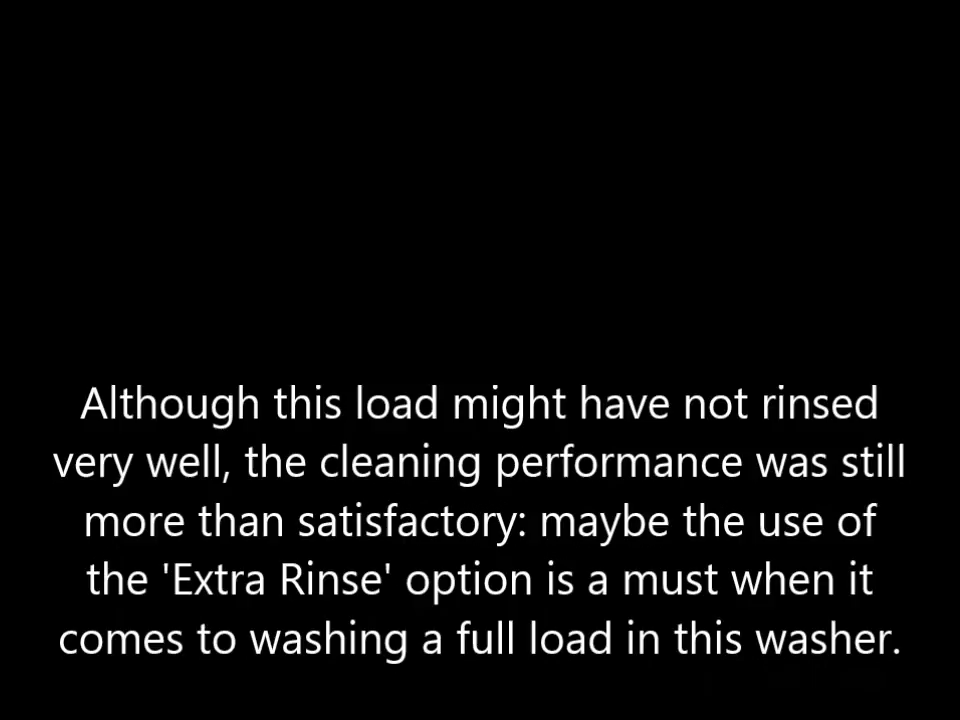 Although this load might have not rinsed
very well, the cleaning performance was still
more than satisfactory: maybe the use of
the 'Extra Rinse' option is a must when it
comes to washing a full load in this washer.